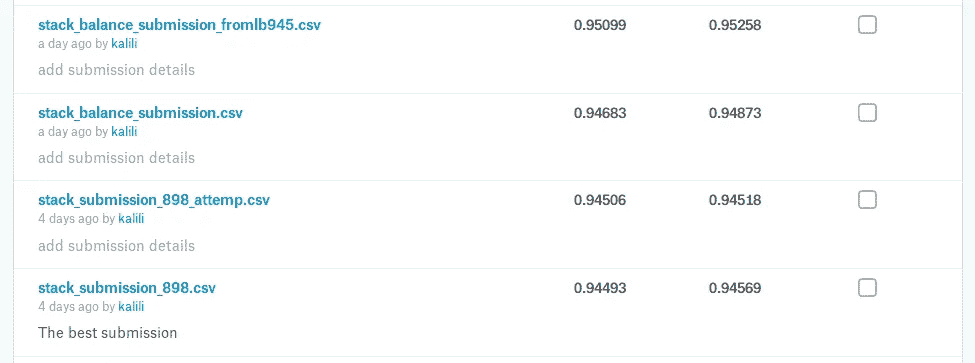 stack_balance_submission_fromlb945.csv 0.95099 0.95258
a day ago by kalili
add submission details
stack_balance_submission.csv 0.94683 0.94873
a day ago by kalili
add submission details
stack_submission_898_attemp.csv 0.94506 0.94518
4 days ago by kalili
add submission details
stack_submission_898.csv 0.94493 0.94569
4 days ago by kalili
The best submission